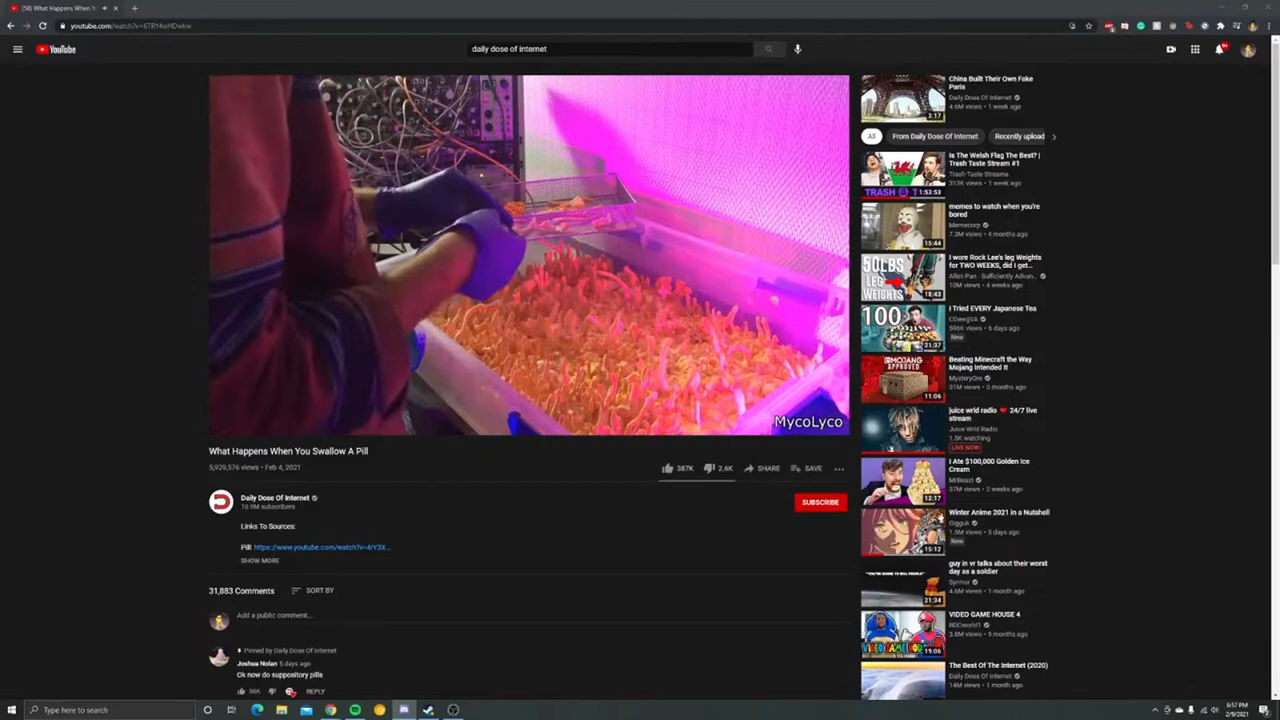 (58) What Happens When Y
youtube.com/watch?v=6TRY4wHDwkw
YouTube
daily dose of internet
MycoLyco
What Happens When You Swallow A Pill
5,929,576 views • Feb 4, 2021
387K
2.6K
SHARE
SAVE
Daily Dose Of Internet
10.9M subscribers
SUBSCRIBE
Links To Sources:
Pill: https://www.youtube.com/watch?v=4rY3X...
SHOW MORE
31,883 Comments
SORT BY
Add a public comment...
Pinned by Daily Dose Of Internet
Joshua Nolan 5 days ago
Ok now do suppository pills
56K
REPLY
China Built Their Own Fake
Paris
Daily Dose Of Internet
4.6M views • 1 week ago
3:17
All
From Daily Dose Of Internet
Recently upload
Is The Welsh Flag The Best? |
Trash Taste Stream #1
Trash Taste Streams
313K views • 1 week ago
TRASH
1:53:53
memes to watch when you're
bored
Memecorp
7.3M views • 4 months ago
15:44
I wore Rock Lee's leg Weights
for TWO WEEKS, did I get...
Allen Pan - Sufficiently Advan...
10M views • 4 weeks ago
50LBS
LEG
WEIGHTS
18:43
I Tried EVERY Japanese Tea
CDawgVA
596K views • 6 days ago
New
100
21:37
Beating Minecraft the Way
Mojang Intended It
MysteryOre
31M views • 3 months ago
MOJANG
APPROVED
11:06
juice wrld radio ❤ 24/7 live
stream
Juice Wrld Radio
1.5K watching
LIVE NOW
I Ate $100,000 Golden Ice
Cream
MrBeast
37M views • 2 weeks ago
13:17
Winter Anime 2021 in a Nutshell
Gigguk
1.5M views • 5 days ago
New
15:12
guy in vr talks about their worst
day as a soldier
Syrmor
4.6M views • 1 month ago
21:34
VIDEO GAME HOUSE 4
RDCworld1
3.8M views • 9 months ago
19:06
The Best Of The Internet (2020)
Daily Dose Of Internet
14M views • 1 month ago
Type here to search
6:57 PM
2/9/2021